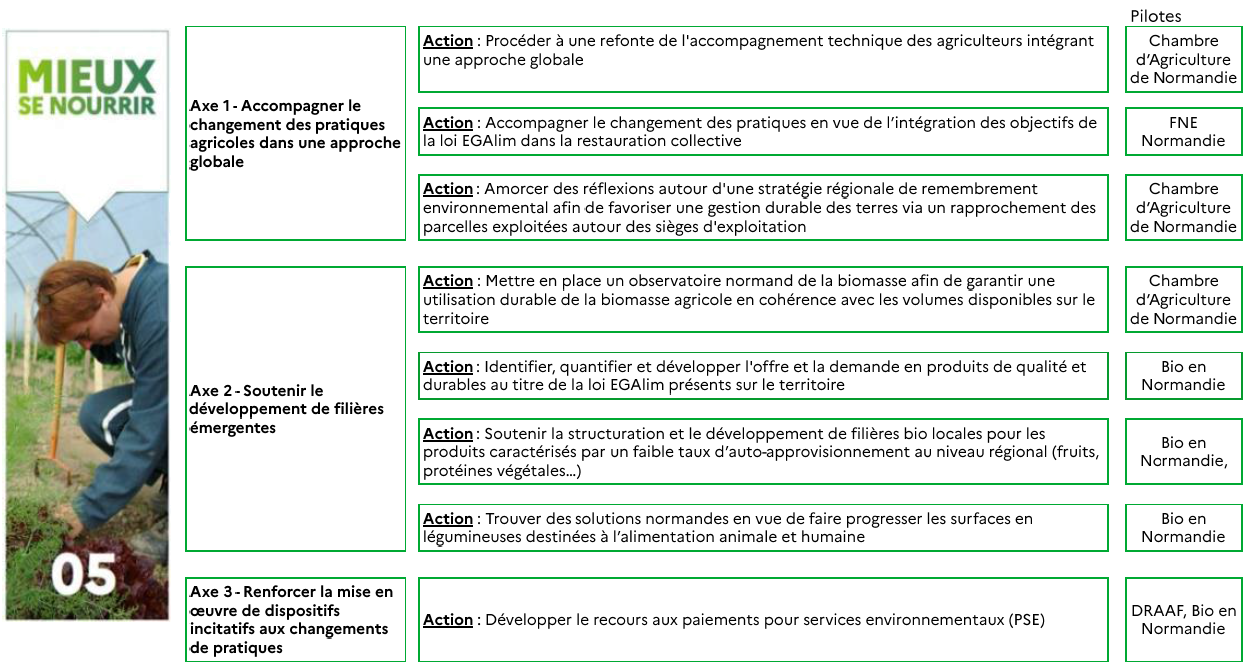 Pilotes
MIEUX
SE NOURRIR
05
Axe 1 - Accompagner le
changement des pratiques
agricoles dans une approche
globale
Action : Procéder à une refonte de l'accompagnement technique des agriculteurs intégrant
une approche globale
Chambre
d’Agriculture
de Normandie
Action : Accompagner le changement des pratiques en vue de l’intégration des objectifs de
la loi EGAlim dans la restauration collective
FNE
Normandie
Action : Amorcer des réflexions autour d'une stratégie régionale de remembrement
environnemental afin de favoriser une gestion durable des terres via un rapprochement des
parcelles exploitées autour des sièges d'exploitation
Chambre
d’Agriculture
de Normandie
Axe 2 - Soutenir le
développement de filières
émergentes
Action : Mettre en place un observatoire normand de la biomasse afin de garantir une
utilisation durable de la biomasse agricole en cohérence avec les volumes disponibles sur le
territoire
Chambre
d’Agriculture
de Normandie
Action : Identifier, quantifier et développer l'offre et la demande en produits de qualité et
durables au titre de la loi EGAlim présents sur le territoire
Bio en
Normandie
Action : Soutenir la structuration et le développement de filières bio locales pour les
produits caractérisés par un faible taux d’auto-approvisionnement au niveau régional (fruits,
protéines végétales…)
Bio en
Normandie,
Action : Trouver des solutions normandes en vue de faire progresser les surfaces en
légumineuses destinées à l’alimentation animale et humaine
Bio en
Normandie
Axe 3 - Renforcer la mise en
œuvre de dispositifs
incitatifs aux changements
de pratiques
Action : Développer le recours aux paiements pour services environnementaux (PSE)
DRAAF, Bio en
Normandie